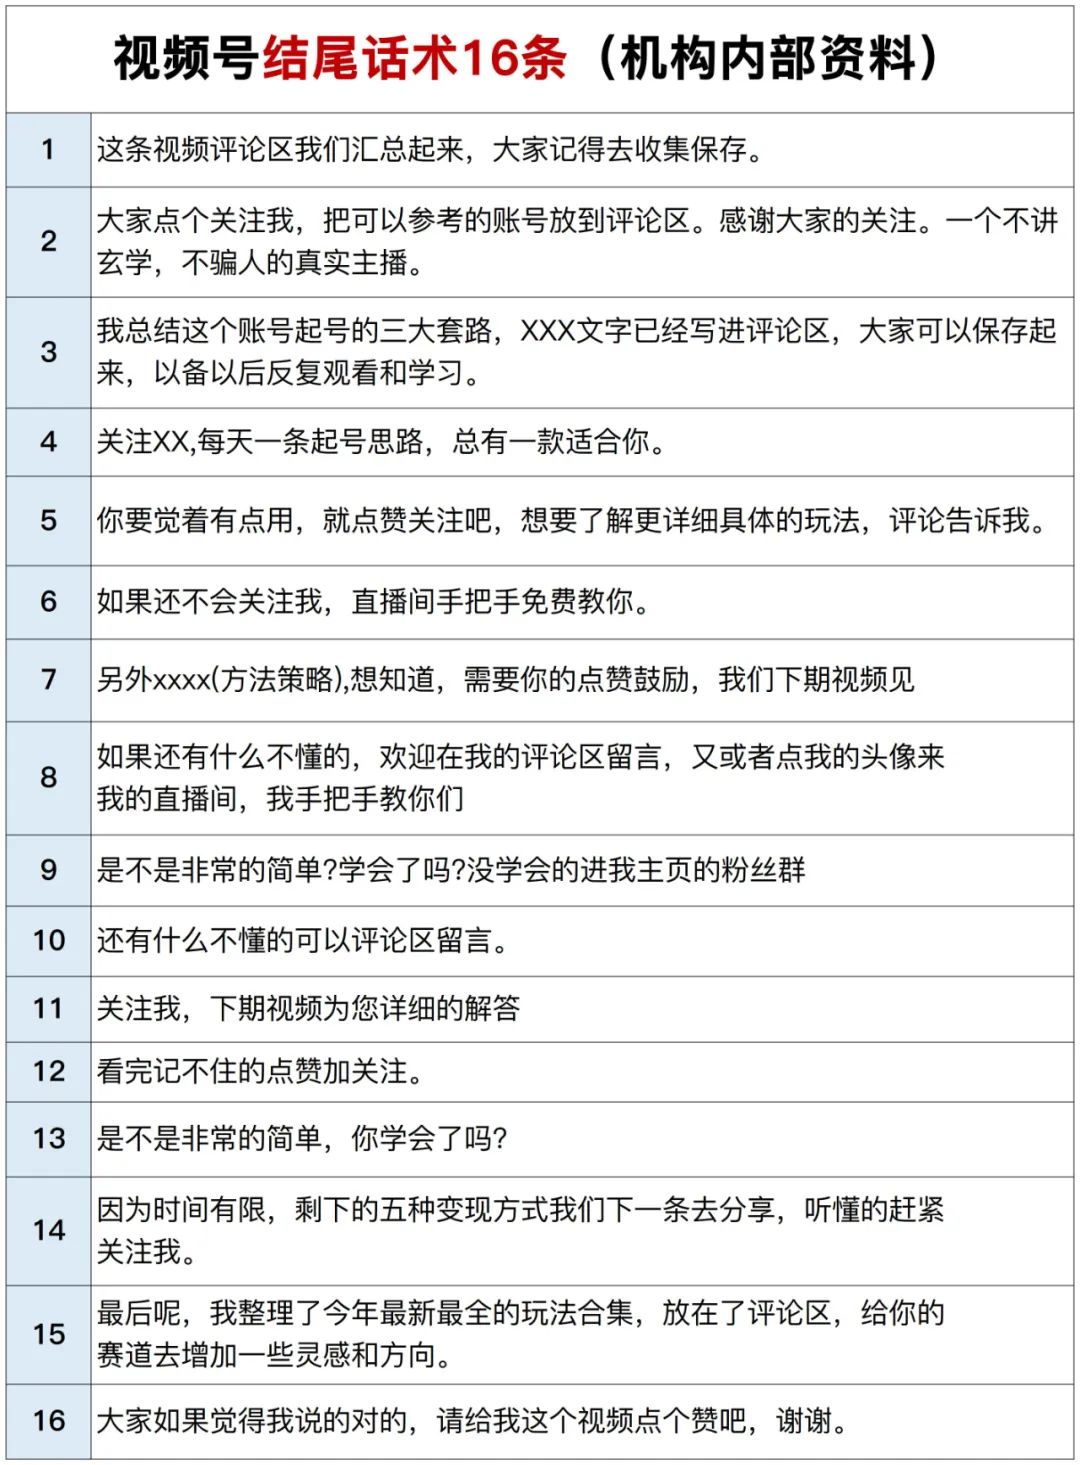 视频号结尾话术16条（机构内部资料）
1
这条视频评论区我们汇总起来，大家记得去收集保存。
2
大家点个关注我，把可以参考的账号放到评论区。感谢大家的关注。一个不讲
玄学，不骗人的真实主播。
3
我总结这个账号起号的三大套路，XXX文字已经写进评论区，大家可以保存起
来，以备以后反复观看和学习。
4
关注XX,每天一条起号思路，总有一款适合你。
5
你要觉着有点用，就点赞关注吧，想要了解更详细具体的玩法，评论告诉我。
6
如果还不会关注我，直播间手把手免费教你。
7
另外xxxx(方法策略),想知道，需要你的点赞鼓励，我们下期视频见
8
如果还有什么不懂的，欢迎在我的评论区留言，又或者点我的头像来
我的直播间，我手把手教你们
9
是不是非常的简单?学会了吗?没学会的进我主页的粉丝群
10
还有什么不懂的可以评论区留言。
11
关注我，下期视频为您详细的解答
12
看完记不住的点赞加关注。
13
是不是非常的简单，你学会了吗?
14
因为时间有限，剩下的五种变现方式我们下一条去分享，听懂的赶紧
关注我。
15
最后呢，我整理了今年最新最全的玩法合集，放在了评论区，给你的
赛道去增加一些灵感和方向。
16
大家如果觉得我说的对的，请给我这个视频点个赞吧，谢谢。